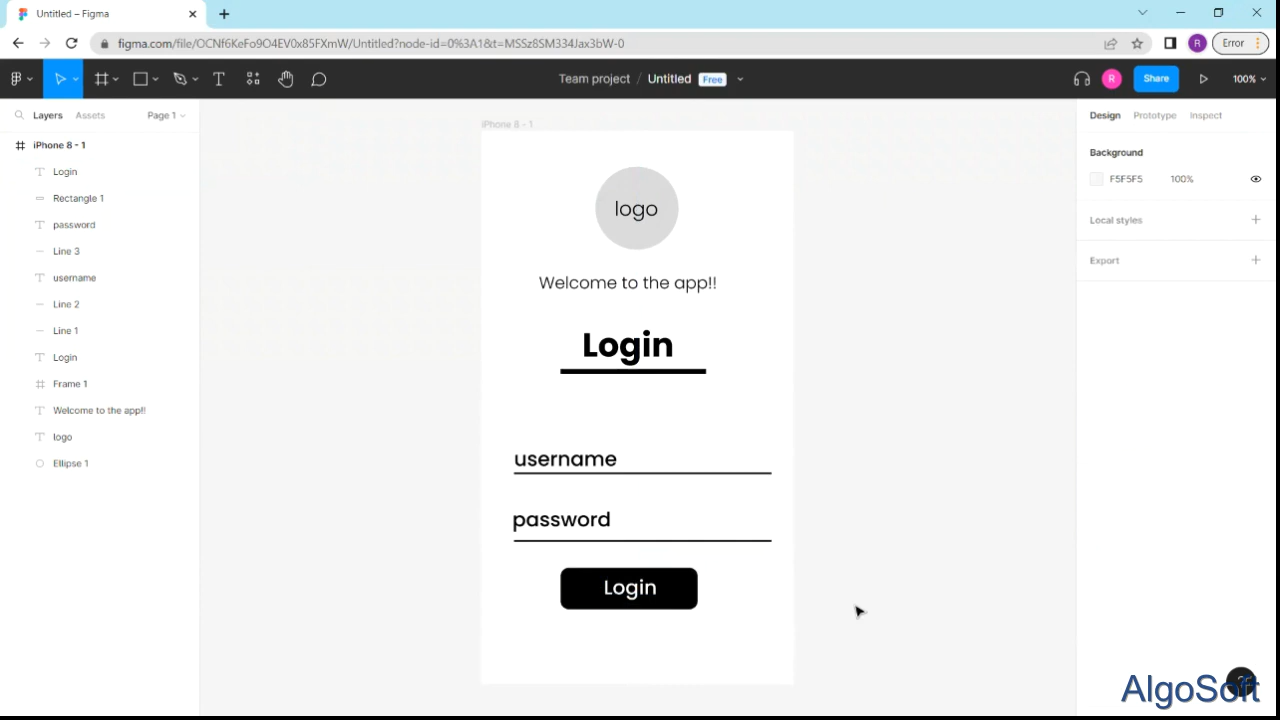 Untitled – Figma
figma.com/file/OCNf6KeFo9O4EV0x85FXmW/Untitled?node-id=0%3A1&t=MSSz8SM334Jax3bW-0
R
Error
Team project / Untitled Free
R
Share
100%
Layers
Assets
Page 1
iPhone 8 - 1
Login
Rectangle 1
password
Line 3
username
Line 2
Line 1
Login
Frame 1
Welcome to the app!!
logo
Ellipse 1
iPhone 8 - 1
logo
Welcome to the app!!
Login
username
password
Login
Design
Prototype
Inspect
Background
F5F5F5
100%
Local styles
Export
AlgoSoft